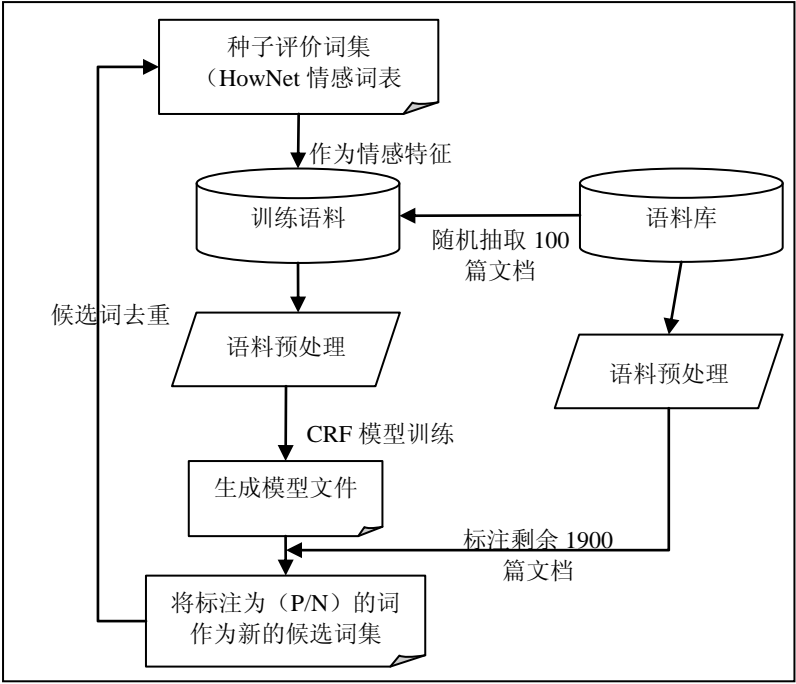 种子评价词集
（HowNet 情感词表
作为情感特征
训练语料
语料库
随机抽取 100
篇文档
候选词去重
语料预处理
语料预处理
CRF 模型训练
生成模型文件
标注剩余 1900
篇文档
将标注为（P/N）的词
作为新的候选词集